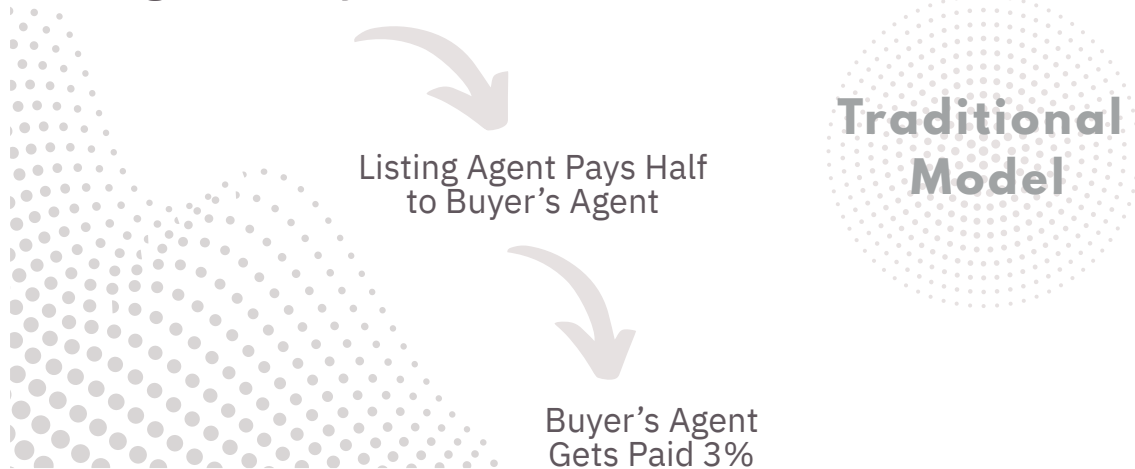 Traditional
Model
Listing Agent Pays Half
to Buyer’s Agent
Buyer’s Agent
Gets Paid 3%